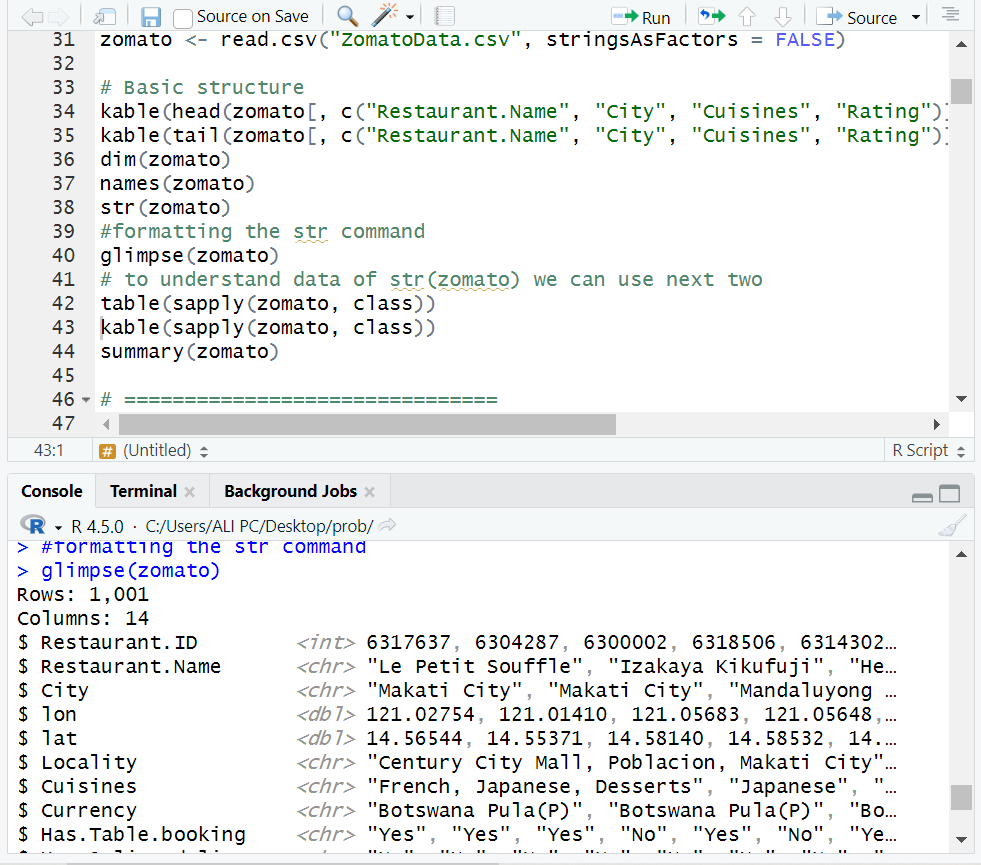 Source on Save Run Source
31 zomato <- read.csv("ZomatoData.csv", stringsAsFactors = FALSE)
32
33 # Basic structure
34 kable(head(zomato[, c("Restaurant.Name", "City", "Cuisines", "Rating")]
35 kable(tail(zomato[, c("Restaurant.Name", "City", "Cuisines", "Rating")]
36 dim(zomato)
37 names(zomato)
38 str(zomato)
39 #formatting the str command
40 glimpse(zomato)
41 # to understand data of str(zomato) we can use next two
42 table(sapply(zomato, class))
43 kable(sapply(zomato, class))
44 summary(zomato)
45
46 # ===============================
47
43:1 # (Untitled) R Script
Console Terminal Background Jobs
R R 4.5.0 · C:/Users/ALI PC/Desktop/prob/
> #formatting the str command
> glimpse(zomato)
Rows: 1,001
Columns: 14
$ Restaurant.ID <int> 6317637, 6304287, 6300002, 6318506, 6314302…
$ Restaurant.Name <chr> "Le Petit Souffle", "Izakaya Kikufuji", "He…
$ City <chr> "Makati City", "Makati City", "Mandaluyong …
$ lon <dbl> 121.02754, 121.01410, 121.05683, 121.05648,…
$ lat <dbl> 14.56544, 14.55371, 14.58140, 14.58532, 14.…
$ Locality <chr> "Century City Mall, Poblacion, Makati City"…
$ Cuisines <chr> "French, Japanese, Desserts", "Japanese", "…
$ Currency <chr> "Botswana Pula(P)", "Botswana Pula(P)", "Bo…
$ Has.Table.booking <chr> "Yes", "Yes", "Yes", "No", "Yes", "No", "Ye…